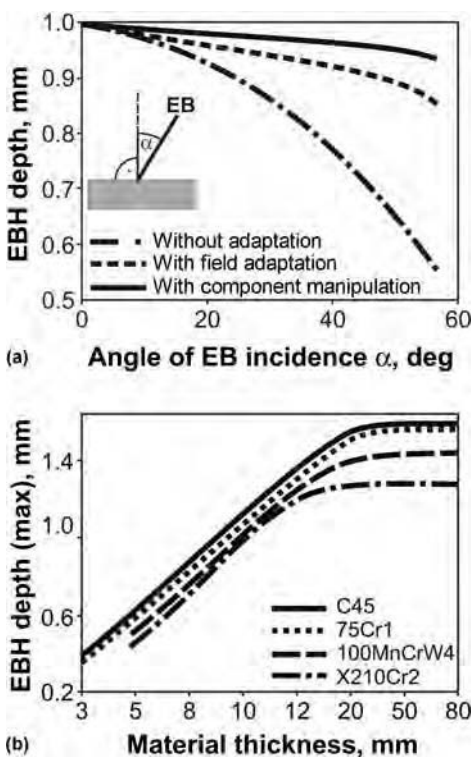 1.0
0.9
0.8
0.7
0.6
0.5
EBH depth, mm
EB
α
Without adaptation
With field adaptation
With component manipulation
0 20 40 60
(a) Angle of EB incidence α, deg
1.4
1.0
0.6
0.2
EBH depth (max), mm
C45
75Cr1
100MnCrW4
X210Cr2
3 5 8 10 12 20 50 80
(b) Material thickness, mm